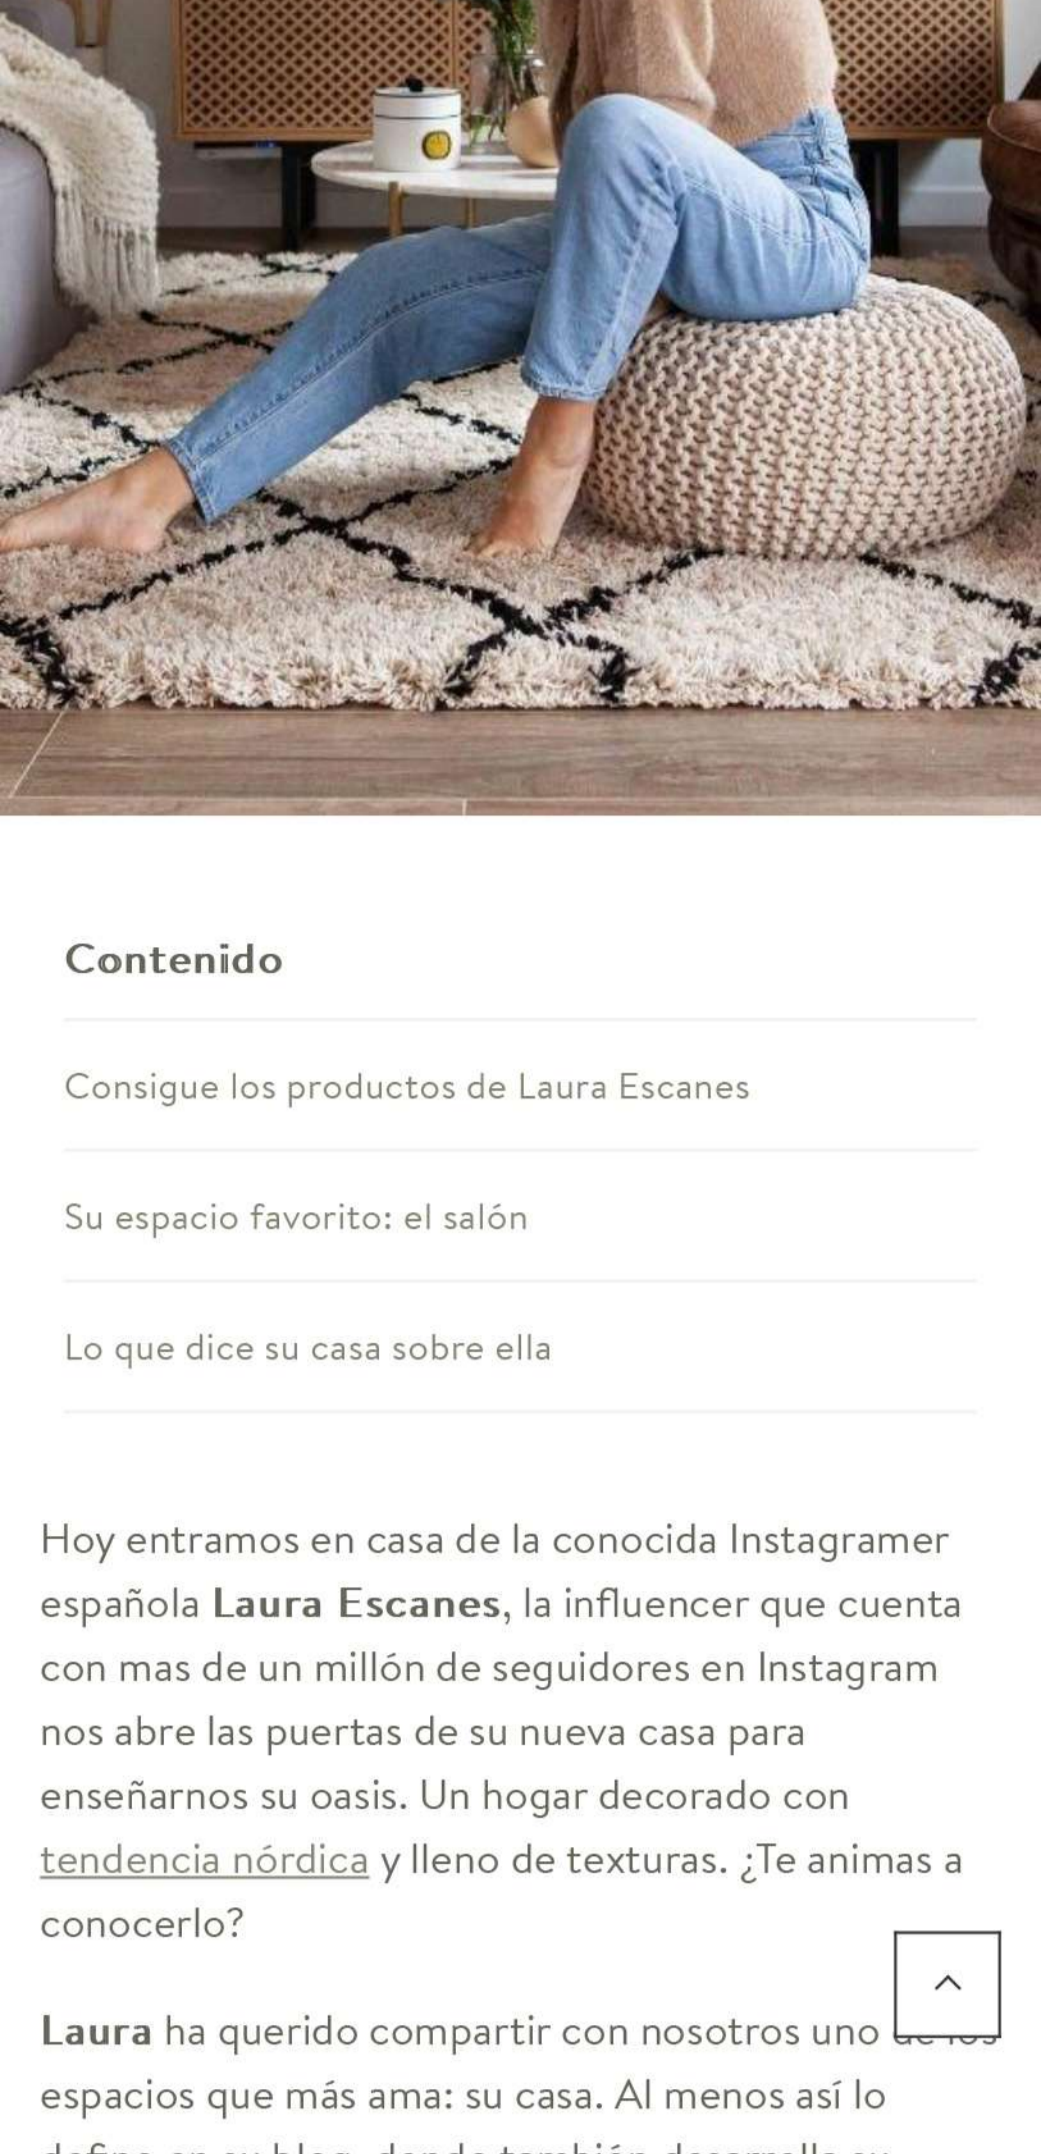 Contenido
Consigue los productos de Laura Escanes
Su espacio favorito: el salón
Lo que dice su casa sobre ella
Hoy entramos en casa de la conocida Instagramer
española Laura Escanes, la influencer que cuenta
con mas de un millón de seguidores en Instagram
nos abre las puertas de su nueva casa para
enseñarnos su oasis. Un hogar decorado con
tendencia nórdica y lleno de texturas. ¿Te animas a
conocerlo?
Laura ha querido compartir con nosotros uno
espacios que más ama: su casa. Al menos así lo